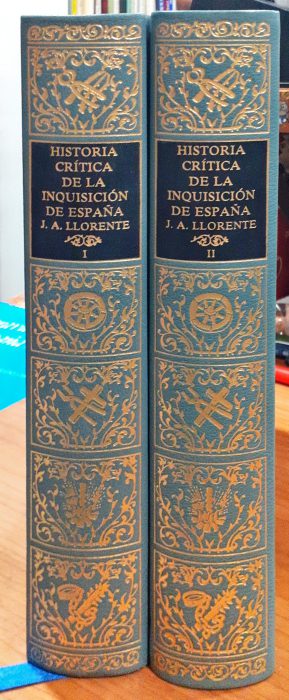 HISTORIA
CRÍTICA
DE LA
INQUISICIÓN
DE ESPAÑA
J. A. LLORENTE
I
HISTORIA
CRÍTICA
DE LA
INQUISICIÓN
DE ESPAÑA
J. A. LLORENTE
II